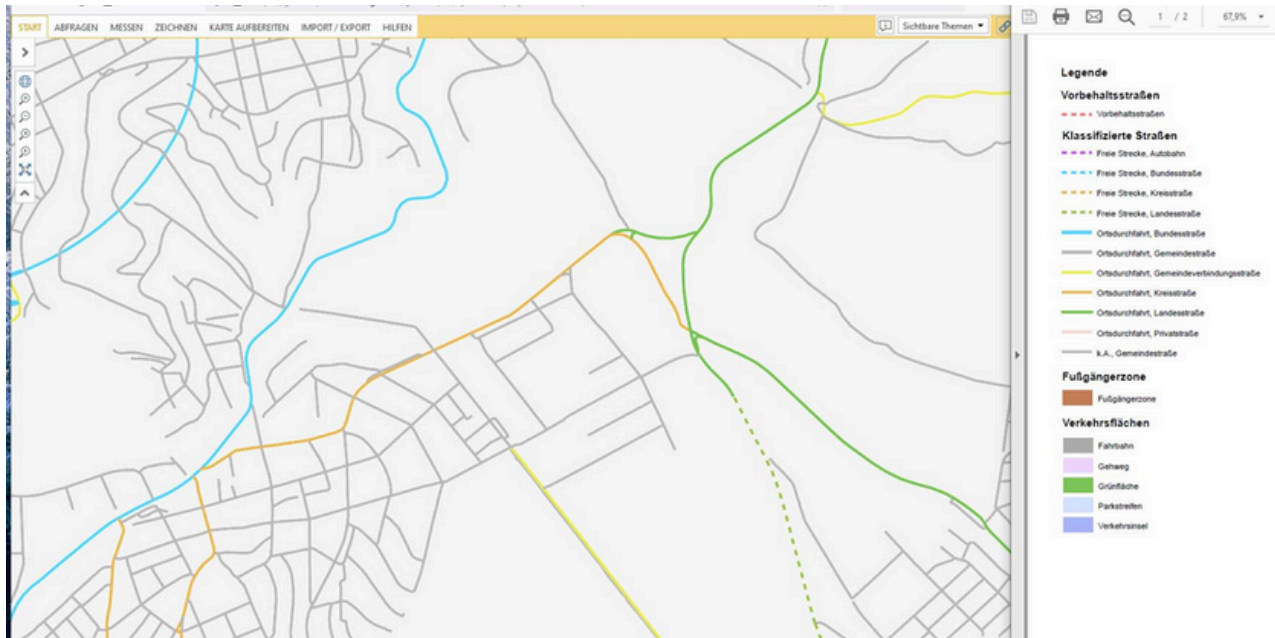 START ABFRAGEN MESSEN ZEICHNEN KARTE AUFBEREITEN IMPORT / EXPORT HILFEN
Sichtbare Themen
1 / 2 67,9%
Legende
Vorbehaltsstraßen
Vorbehaltsstraßen
Klassifizierte Straßen
Freie Strecke, Autobahn
Freie Strecke, Bundesstraße
Freie Strecke, Kreisstraße
Freie Strecke, Landesstraße
Ortsdurchfahrt, Bundesstraße
Ortsdurchfahrt, Gemeindestraße
Ortsdurchfahrt, Gemeindeverbindungsstraße
Ortsdurchfahrt, Kreisstraße
Ortsdurchfahrt, Landesstraße
Ortsdurchfahrt, Privatstraße
k.A., Gemeindestraße
Fußgängerzone
Fußgängerzone
Verkehrsflächen
Fahrbahn
Gehweg
Grünfläche
Parkstreifen
Verkehrsinsel